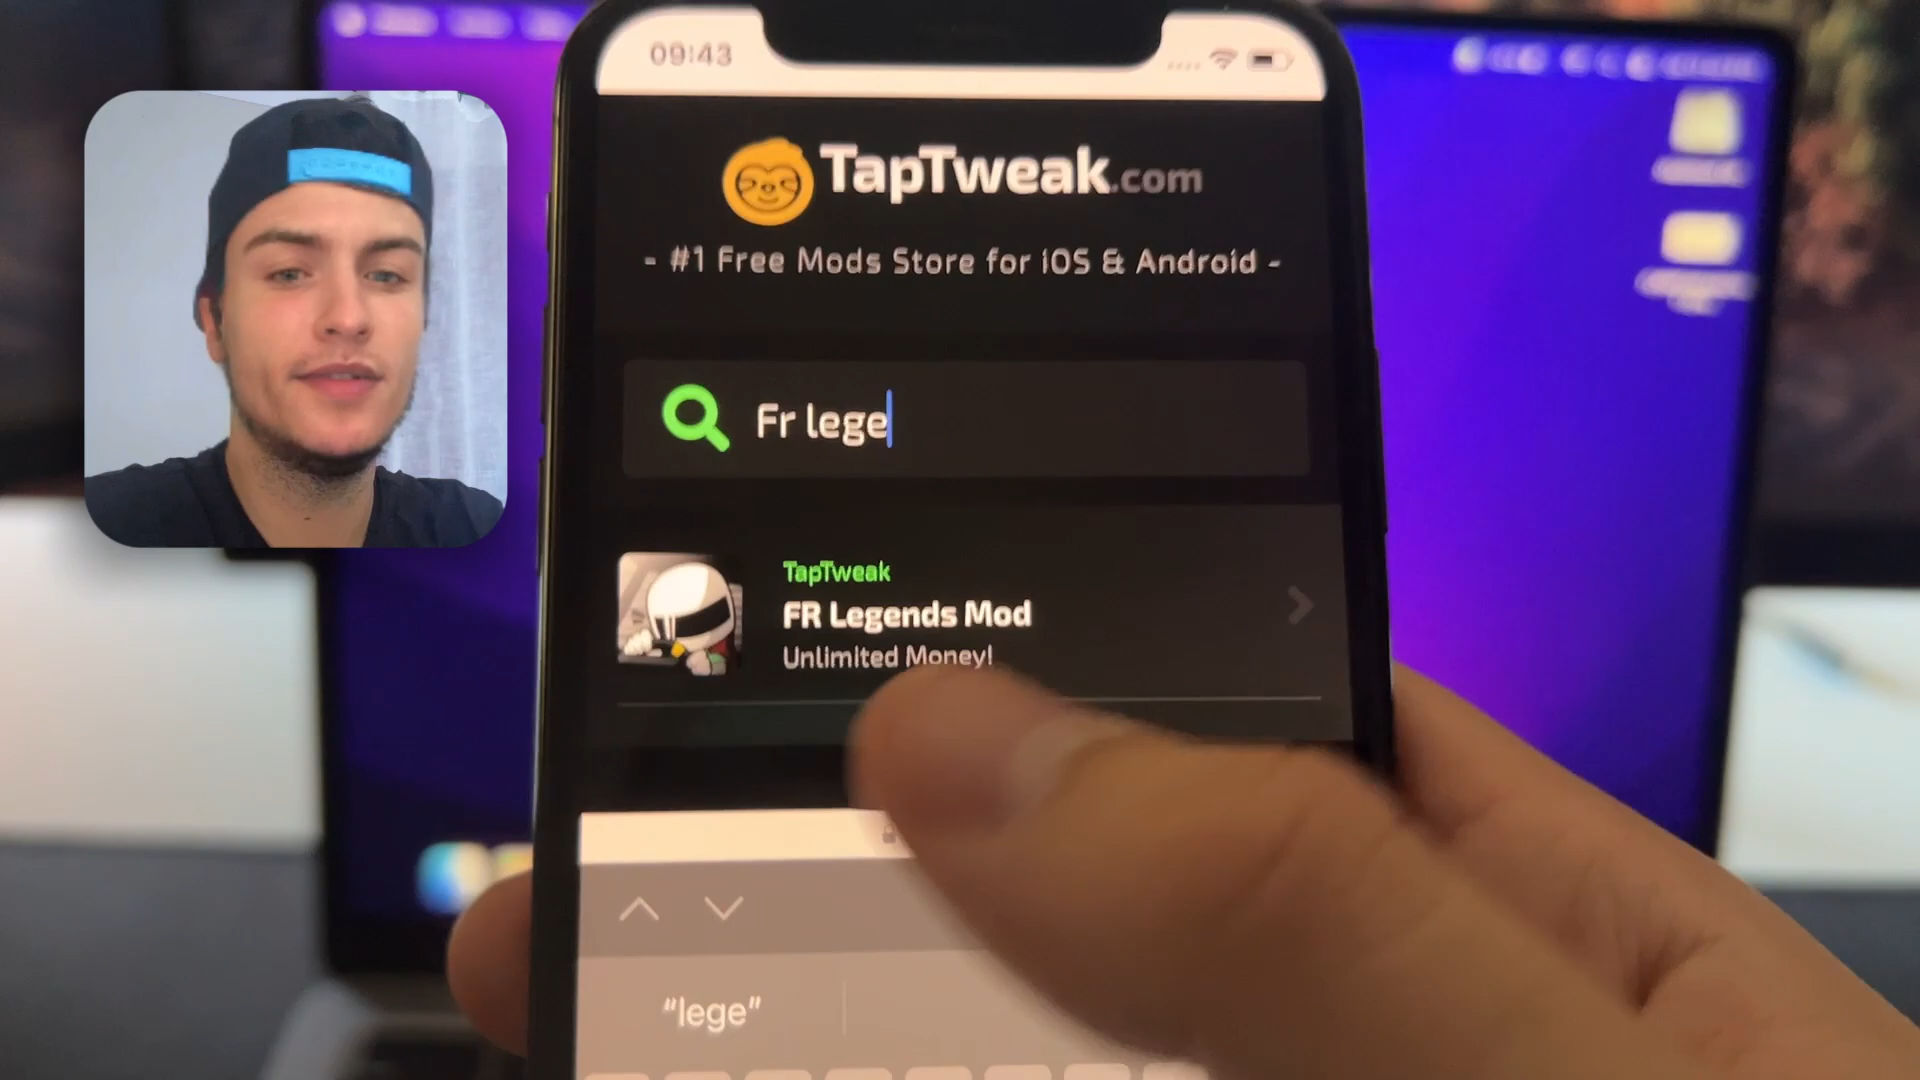 09:43
TapTweak.com
- #1 Free Mods Store for iOS & Android -
Fr lege
TapTweak
FR Legends Mod
Unlimited Money!
“lege”